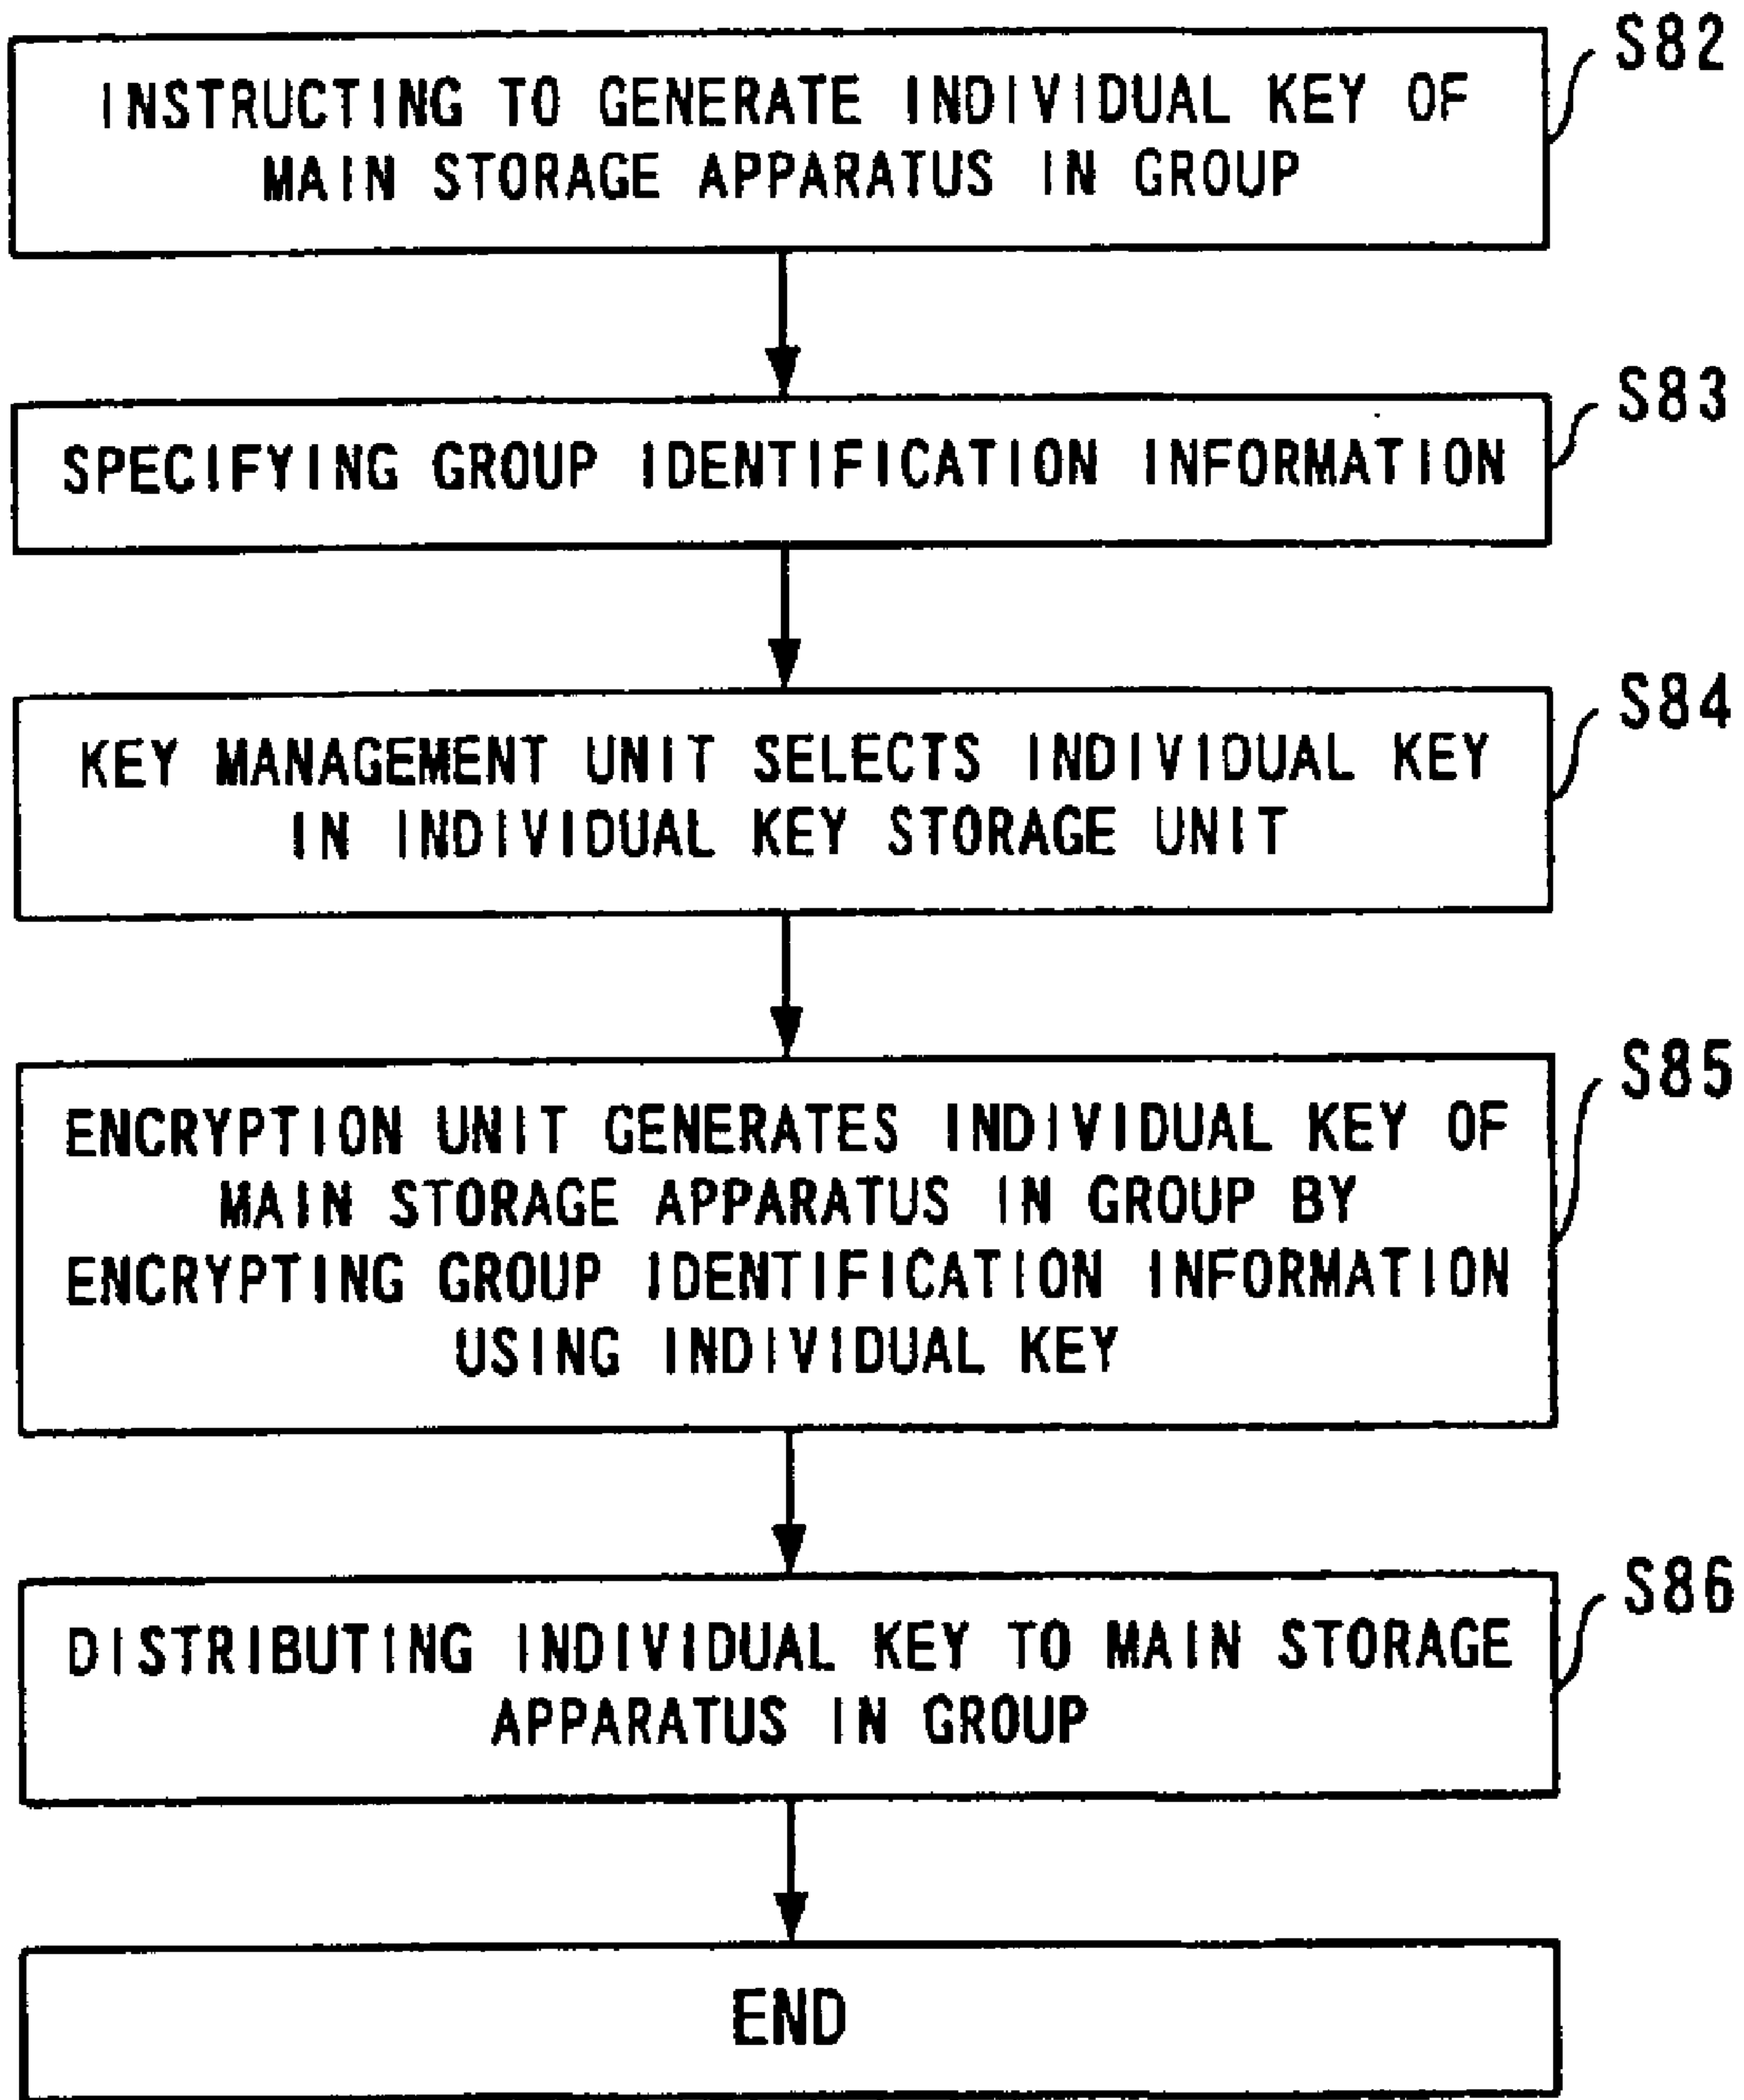 S82
INSTRUCTING TO GENERATE INDIVIDUAL KEY OF
MAIN STORAGE APPARATUS IN GROUP
S83
SPECIFYING GROUP IDENTIFICATION INFORMATION
S84
KEY MANAGEMENT UNIT SELECTS INDIVIDUAL KEY
IN INDIVIDUAL KEY STORAGE UNIT
S85
ENCRYPTION UNIT GENERATES INDIVIDUAL KEY OF
MAIN STORAGE APPARATUS IN GROUP BY
ENCRYPTING GROUP IDENTIFICATION INFORMATION
USING INDIVIDUAL KEY
S86
DISTRIBUTING INDIVIDUAL KEY TO MAIN STORAGE
APPARATUS IN GROUP
END